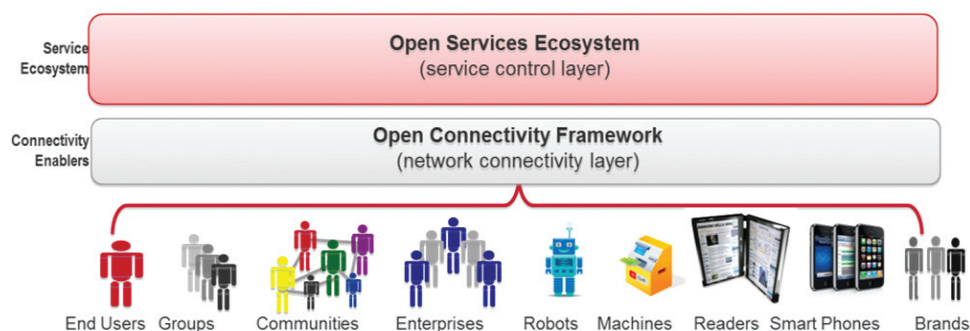 Service
Ecosystem
Open Services Ecosystem
(service control layer)
Connectivity
Enablers
Open Connectivity Framework
(network connectivity layer)
End Users Groups Communities Enterprises Robots Machines Readers Smart Phones Brands